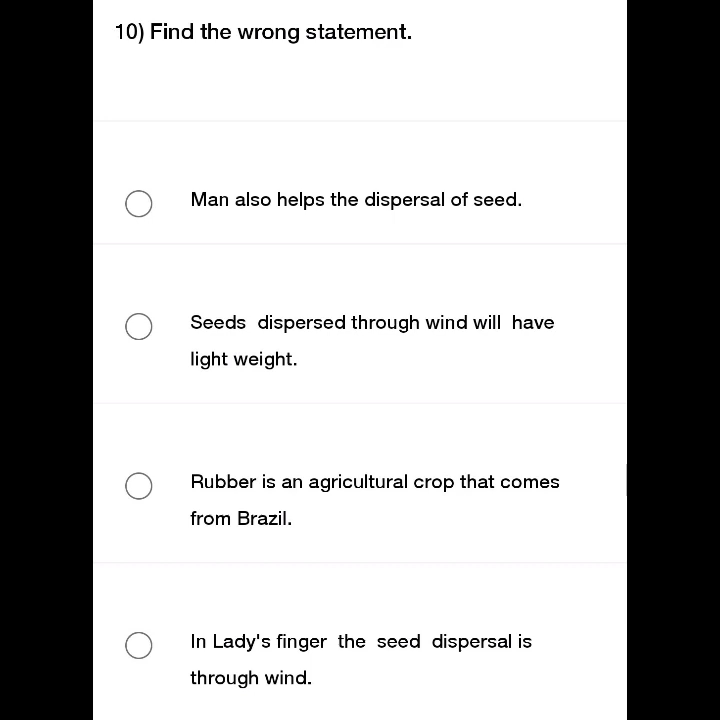 10) Find the wrong statement.
Man also helps the dispersal of seed.
Seeds dispersed through wind will have
light weight.
Rubber is an agricultural crop that comes
from Brazil.
In Lady's finger the seed dispersal is
through wind.